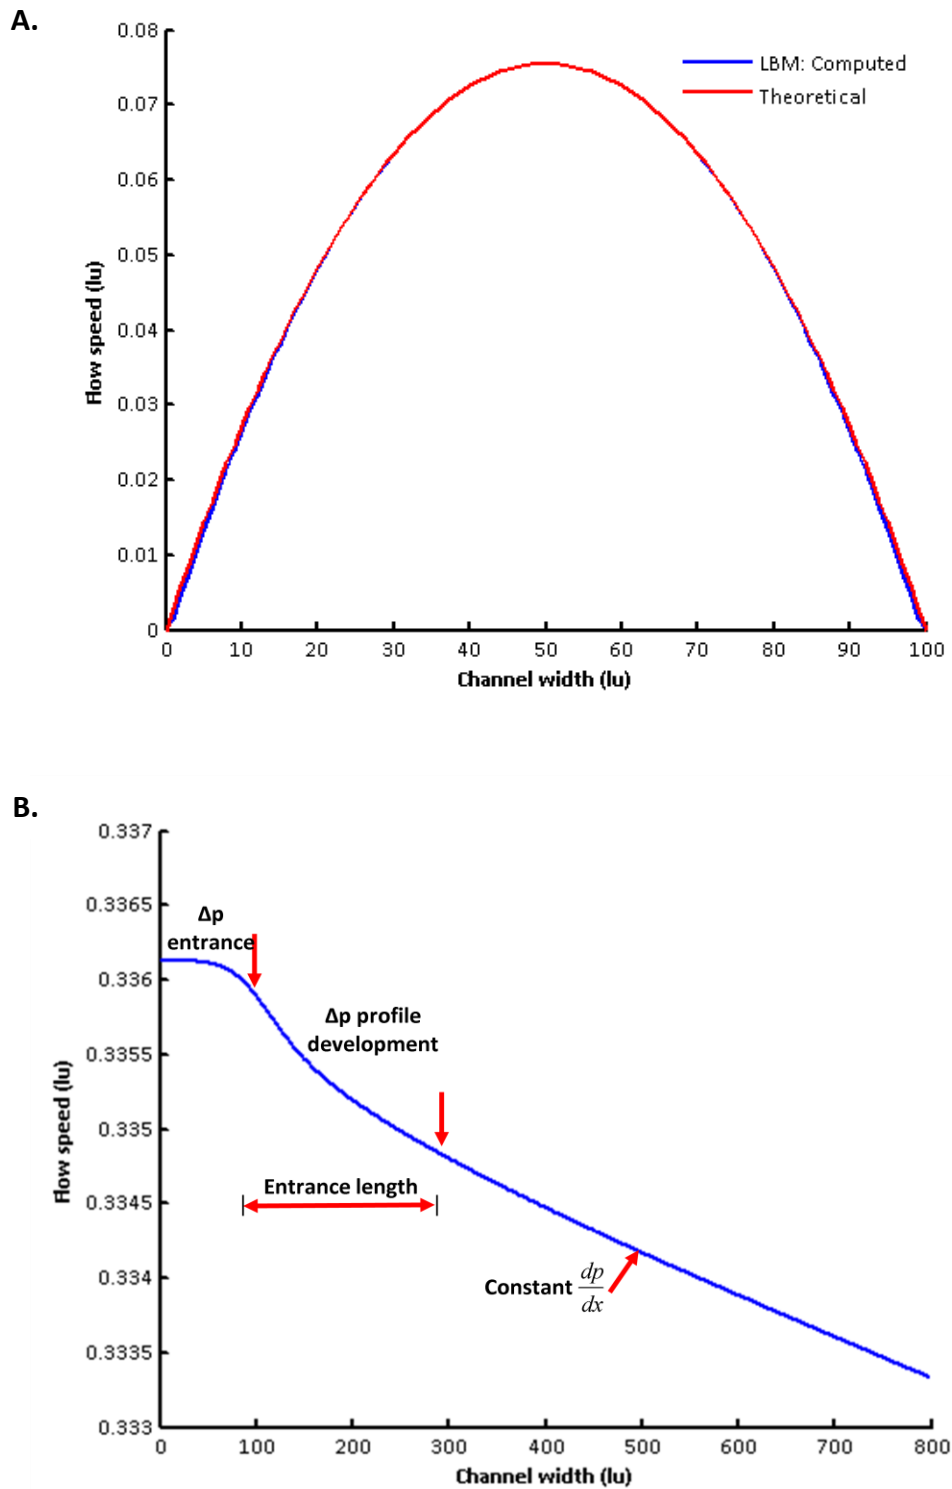 A.
0.08
0.07
0.06
0.05
0.04
0.03
0.02
0.01
0
Flow speed (lu)
LBM: Computed
Theoretical
0 10 20 30 40 50 60 70 80 90 100
Channel width (lu)
B.
0.337
0.3365
0.336
0.3355
0.335
0.3345
0.334
0.3335
0.333
Flow speed (lu)
Δp
entrance
Δp profile
development
Entrance length
Constant dp/dx
0 100 200 300 400 500 600 700 800
Channel width (lu)